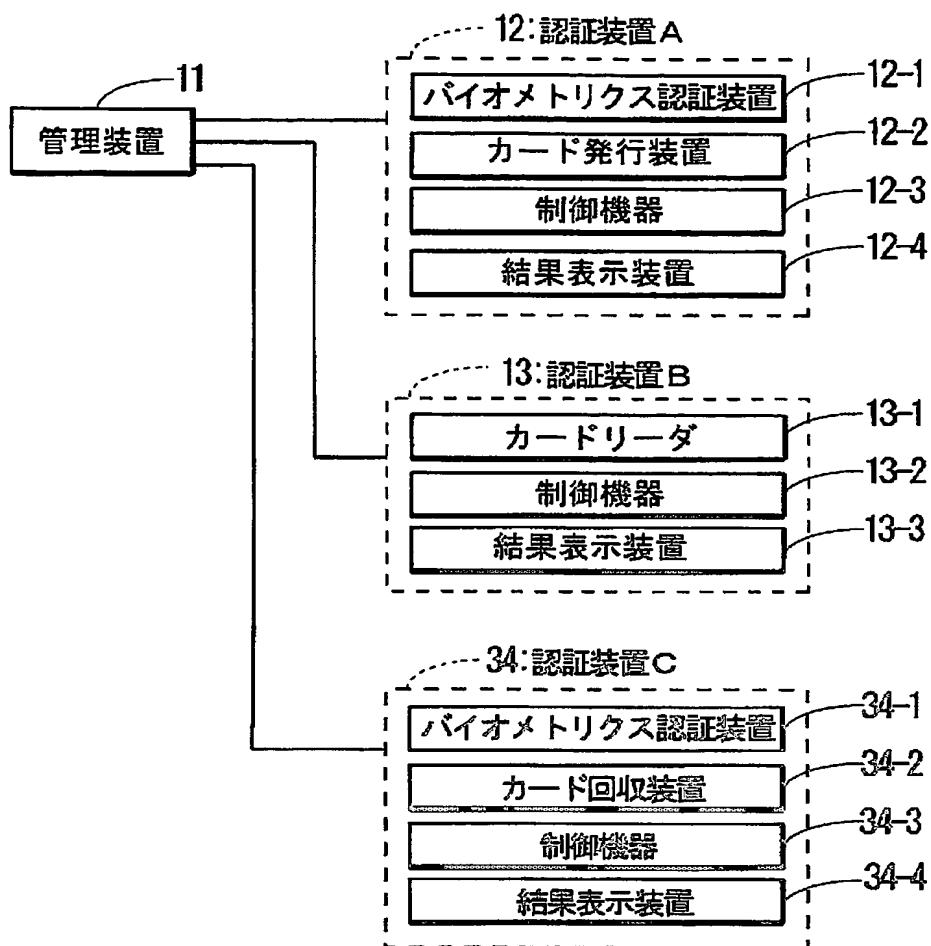 12:認証装置A
11
管理装置
バイオメトリクス認証装置
12-1
カード発行装置
12-2
制御機器
12-3
結果表示装置
12-4
13:認証装置B
カードリーダ
13-1
制御機器
13-2
結果表示装置
13-3
34:認証装置C
バイオメトリクス認証装置
34-1
カード回収装置
34-2
制御機器
34-3
結果表示装置
34-4